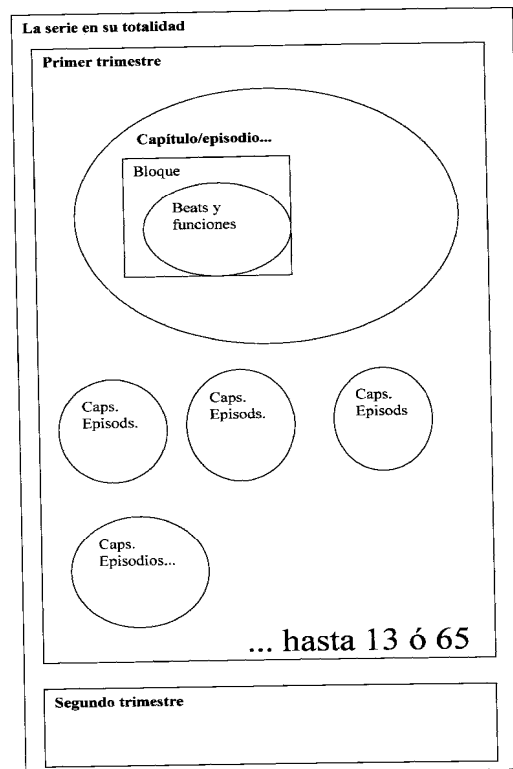 La serie en su totalidad
Primer trimestre
Capítulo/episodio...
Bloque
Beats y
funciones
Caps.
Episods.
Caps.
Episods.
Caps.
Episods
Caps.
Episodios...
... hasta 13 ó 65
Segundo trimestre